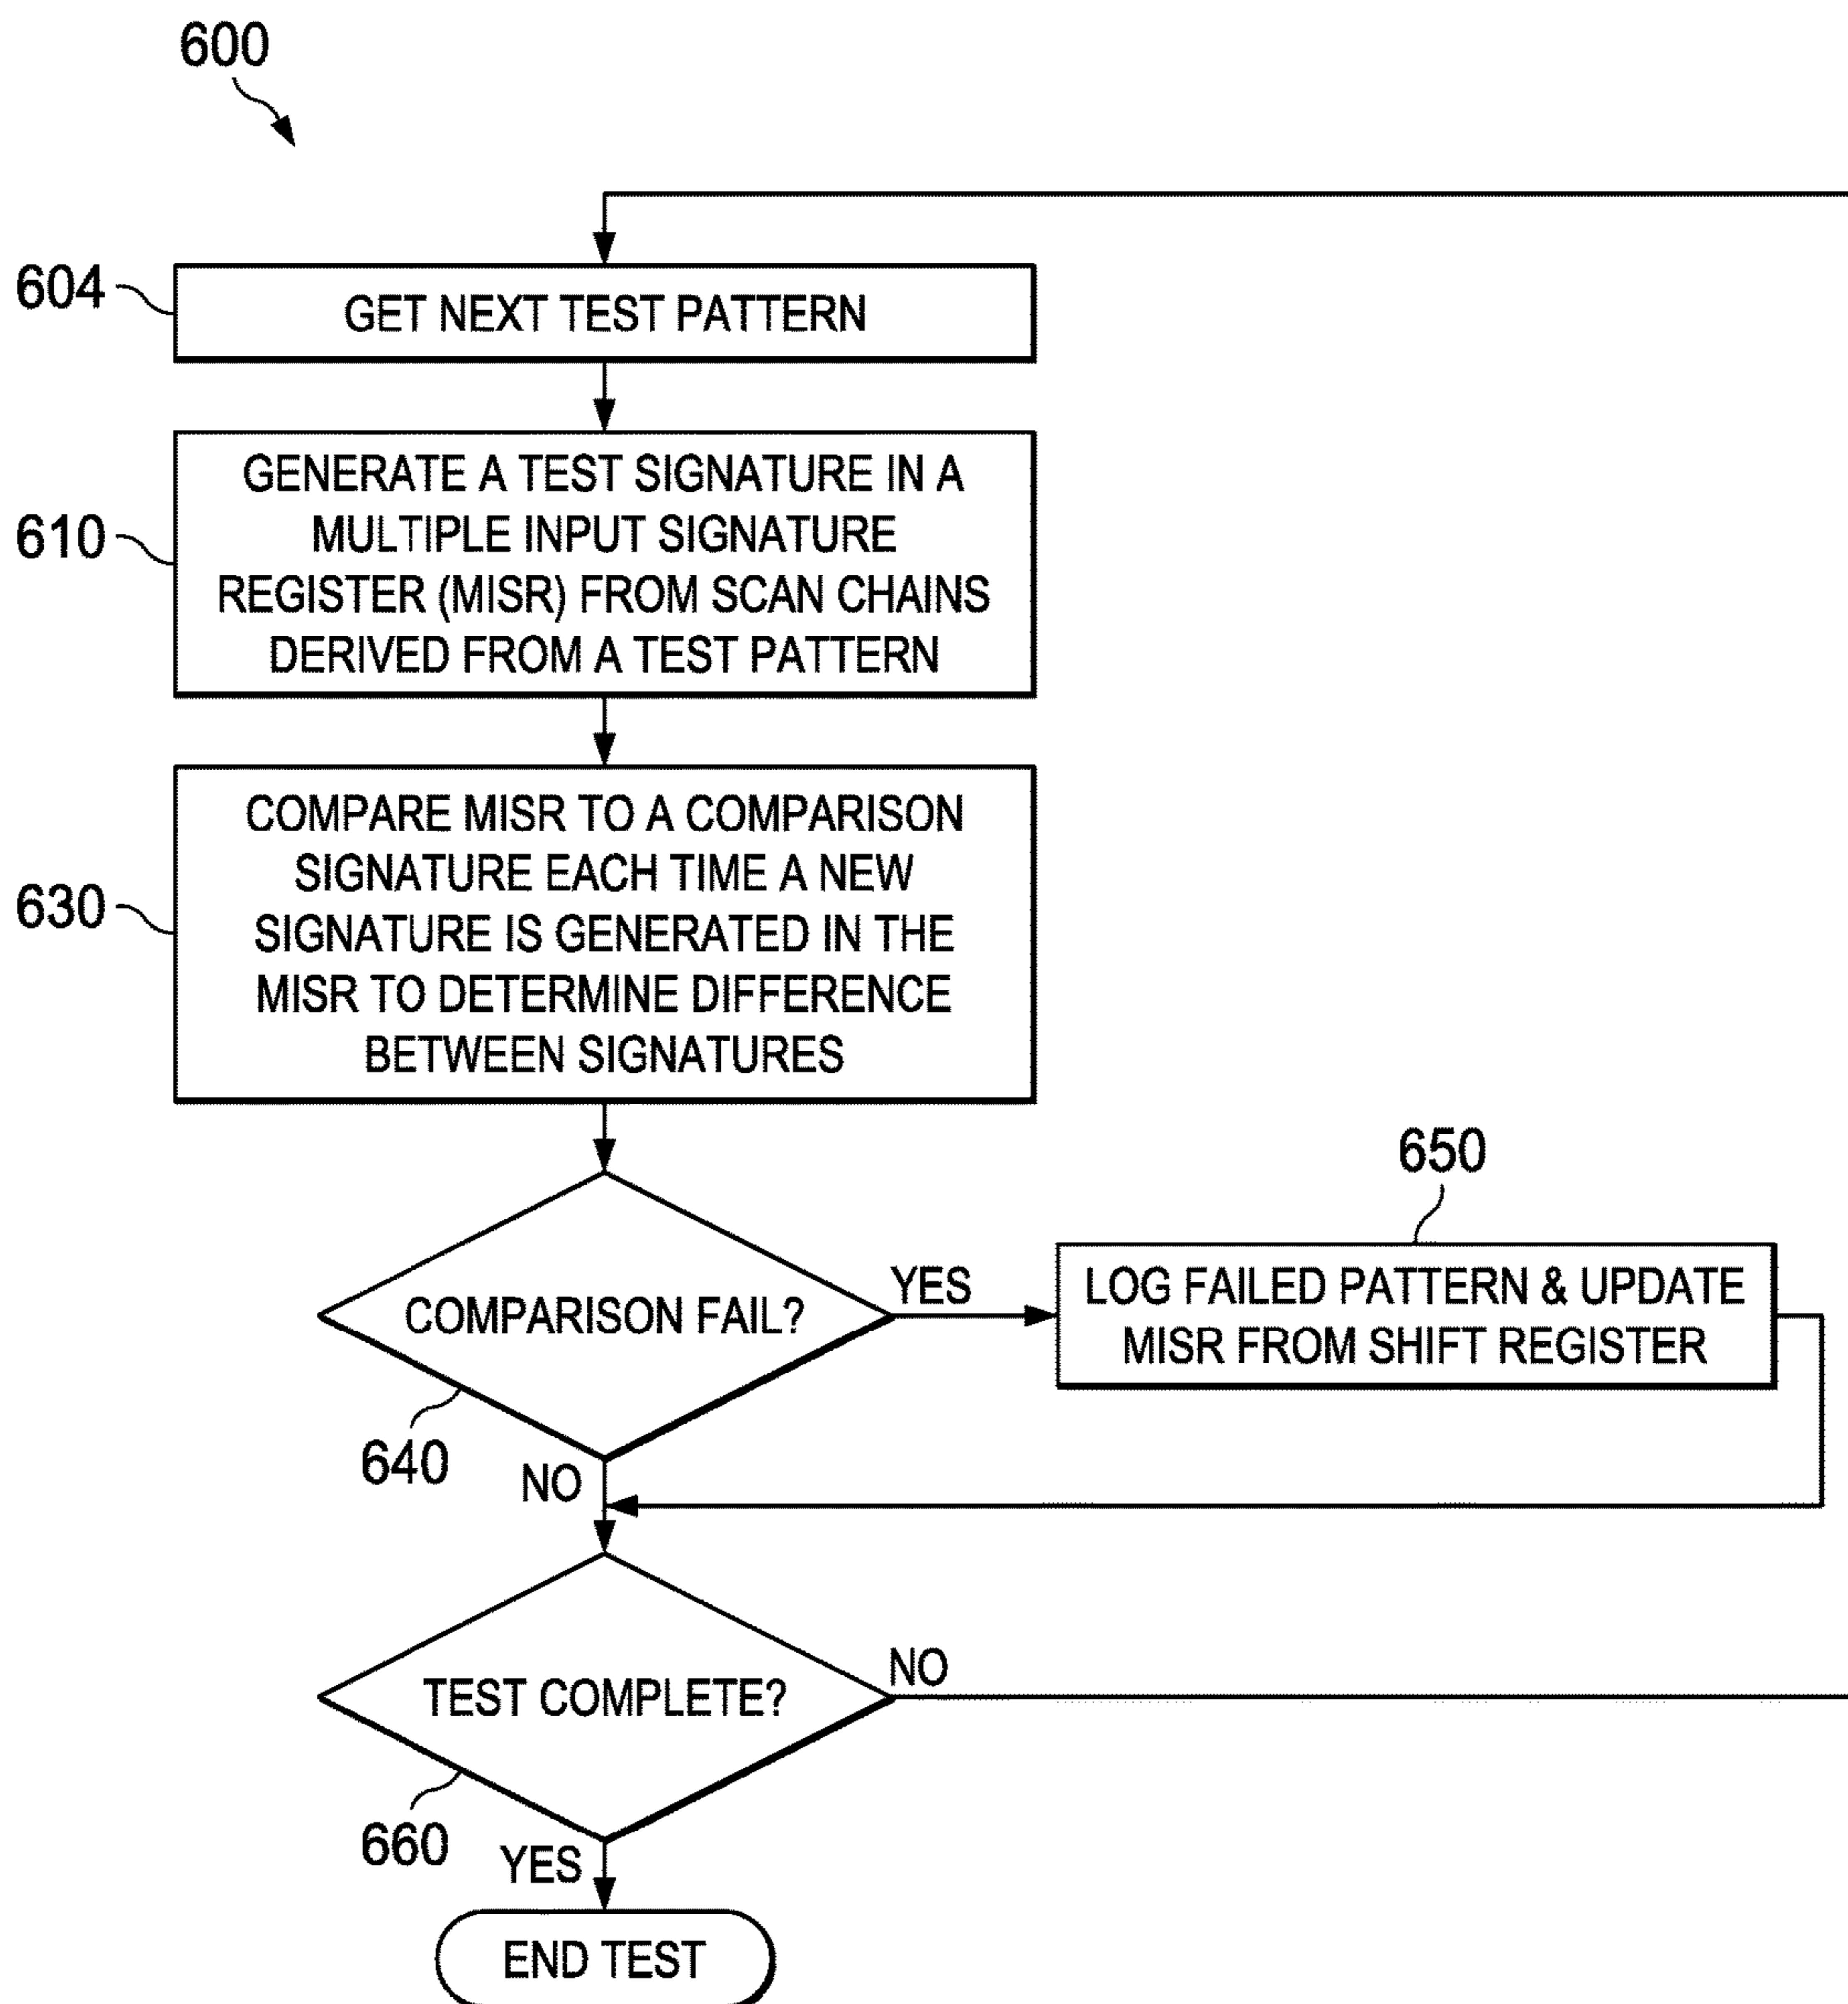 600
604
GET NEXT TEST PATTERN
610
GENERATE A TEST SIGNATURE IN A
MULTIPLE INPUT SIGNATURE
REGISTER (MISR) FROM SCAN CHAINS
DERIVED FROM A TEST PATTERN
630
COMPARE MISR TO A COMPARISON
SIGNATURE EACH TIME A NEW
SIGNATURE IS GENERATED IN THE
MISR TO DETERMINE DIFFERENCE
BETWEEN SIGNATURES
COMPARISON FAIL?
640
YES
650
LOG FAILED PATTERN & UPDATE
MISR FROM SHIFT REGISTER
NO
TEST COMPLETE?
660
NO
YES
END TEST